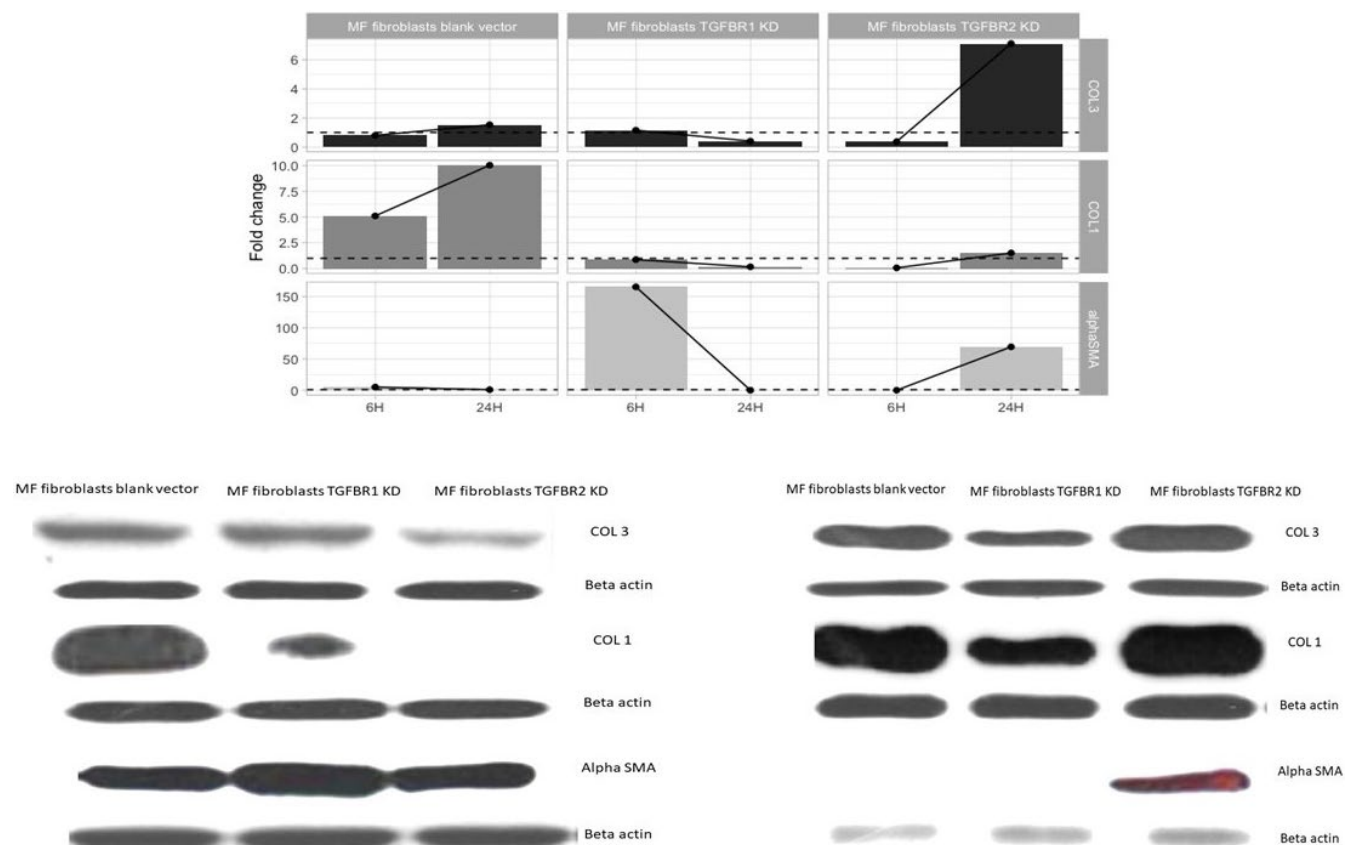 MF fibroblasts blank vector
MF fibroblasts TGFBR1 KD
MF fibroblasts TGFBR2 KD
Fold change
6
4
2
0
COL3
10.0
7.5
5.0
2.5
0.0
COL1
150
100
50
0
alphaSMA
6H
24H
6H
24H
6H
24H
MF fibroblasts blank vector
MF fibroblasts TGFBR1 KD
MF fibroblasts TGFBR2 KD
COL 3
Beta actin
COL 1
Beta actin
Alpha SMA
Beta actin
MF fibroblasts blank vector
MF fibroblasts TGFBR1 KD
MF fibroblasts TGFBR2 KD
COL 3
Beta actin
COL 1
Beta actin
Alpha SMA
Beta actin